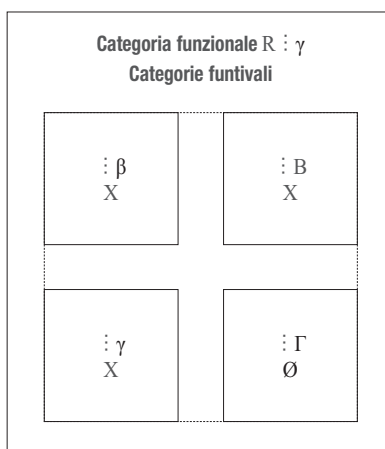 Categoria funzionale R ⋮ γ
Categorie funtivali
⋮ β
X
⋮ B
X
⋮ γ
X
⋮ Γ
Ø